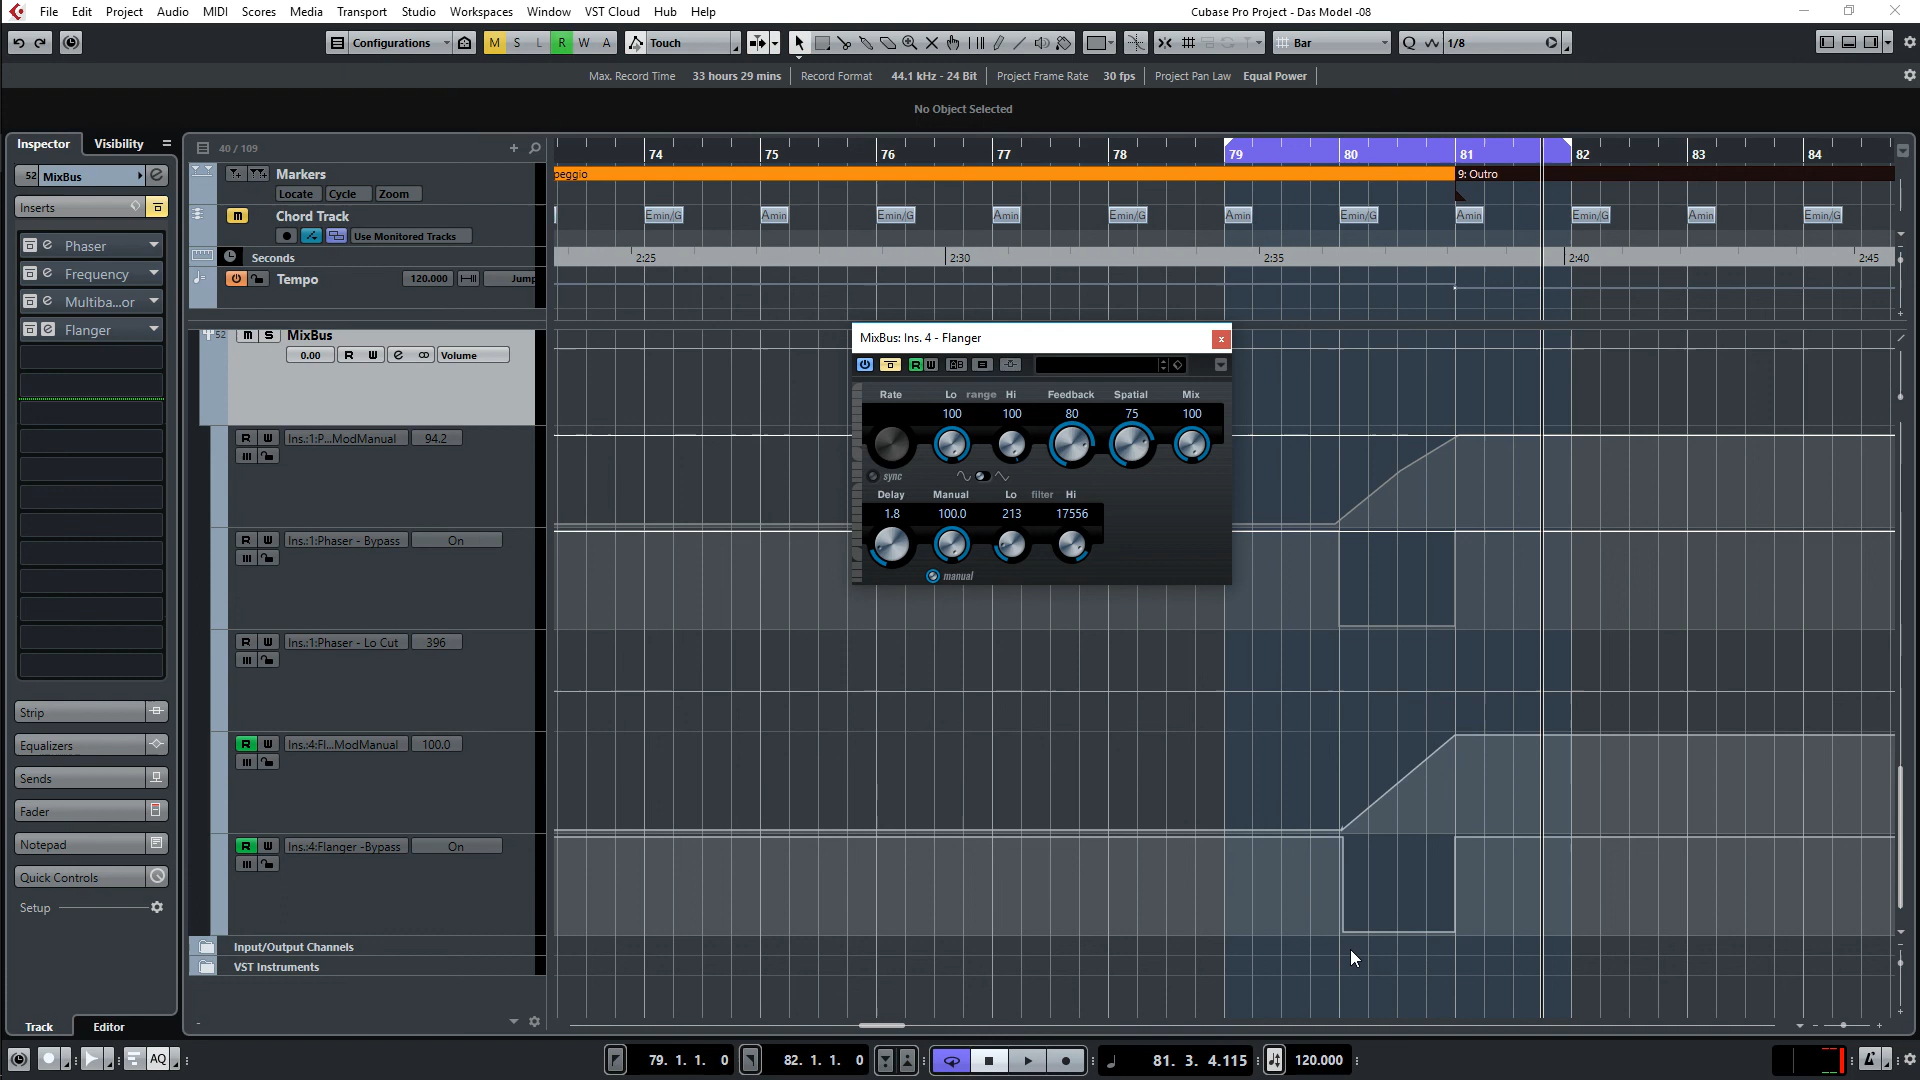 File Edit Project Audio MIDI Scores Media Transport Studio Workspaces Window VST Cloud Hub Help
Cubase Pro Project - Das Model -08
Configurations M S L R W A Touch Bar Q 1/8
Max. Record Time 33 hours 29 mins Record Format 44.1 kHz - 24 Bit Project Frame Rate 30 fps Project Pan Law Equal Power
No Object Selected
Inspector Visibility
40 / 109
74 75 76 77 78 79 80 81 82 83 84
52 MixBus
Markers
peggio
9: Outro
Locate Cycle Zoom
Inserts
m Chord Track
Emin/G Amin Emin/G Amin Emin/G Amin Emin/G Amin Emin/G Amin Emin/G
Use Monitored Tracks
Phaser
Seconds
2:25 2:30 2:35 2:40 2:45
Frequency
Tempo 120.000 Jump
Multiba...or
Flanger
52 m S MixBus
0.00 R W e Volume
MixBus: Ins. 4 - Flanger
R W
Rate Lo range Hi Feedback Spatial Mix
100 100 80 75 100
sync
Delay Manual Lo filter Hi
1.8 100.0 213 17556
manual
R W Ins.:1:P...ModManual 94.2
R W Ins.:1:Phaser - Bypass On
R W Ins.:1:Phaser - Lo Cut 396
R W Ins.:4:Fl...ModManual 100.0
R W Ins.:4:Flanger -Bypass On
Strip
Equalizers
Sends
Fader
Notepad
Quick Controls
Setup
Input/Output Channels
VST Instruments
Track Editor
AQ
79. 1. 1. 0
82. 1. 1. 0
81. 3. 4.115
120.000